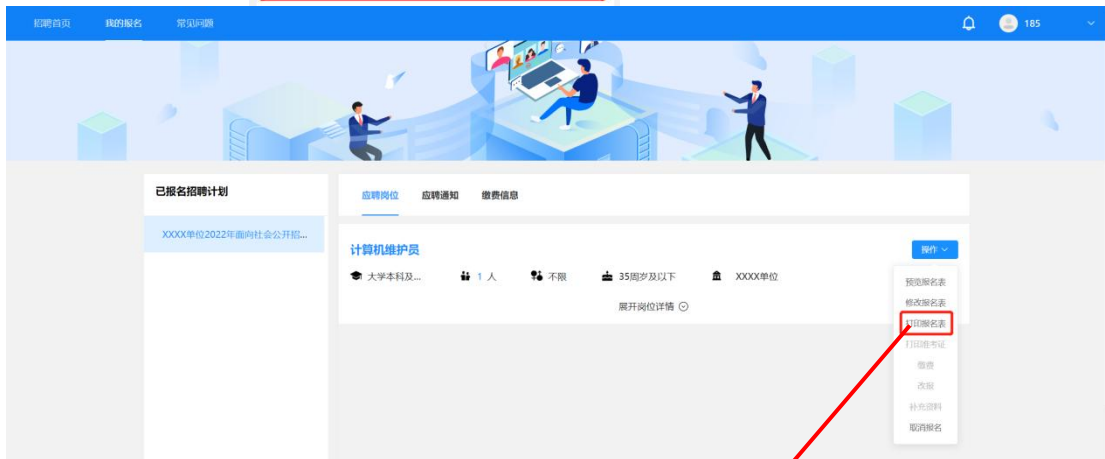 招聘首页 我的报名 常见问题 185
已报名招聘计划
应聘岗位 应聘通知 缴费信息
XXXX单位2022年面向社会公开招...
计算机维护员 操作
大学本科及... 1 人 不限 35周岁及以下 XXXX单位
展开岗位详情
预览报名表
修改报名表
打印报名表
打印准考证
缴费
改报
补充资料
取消报名